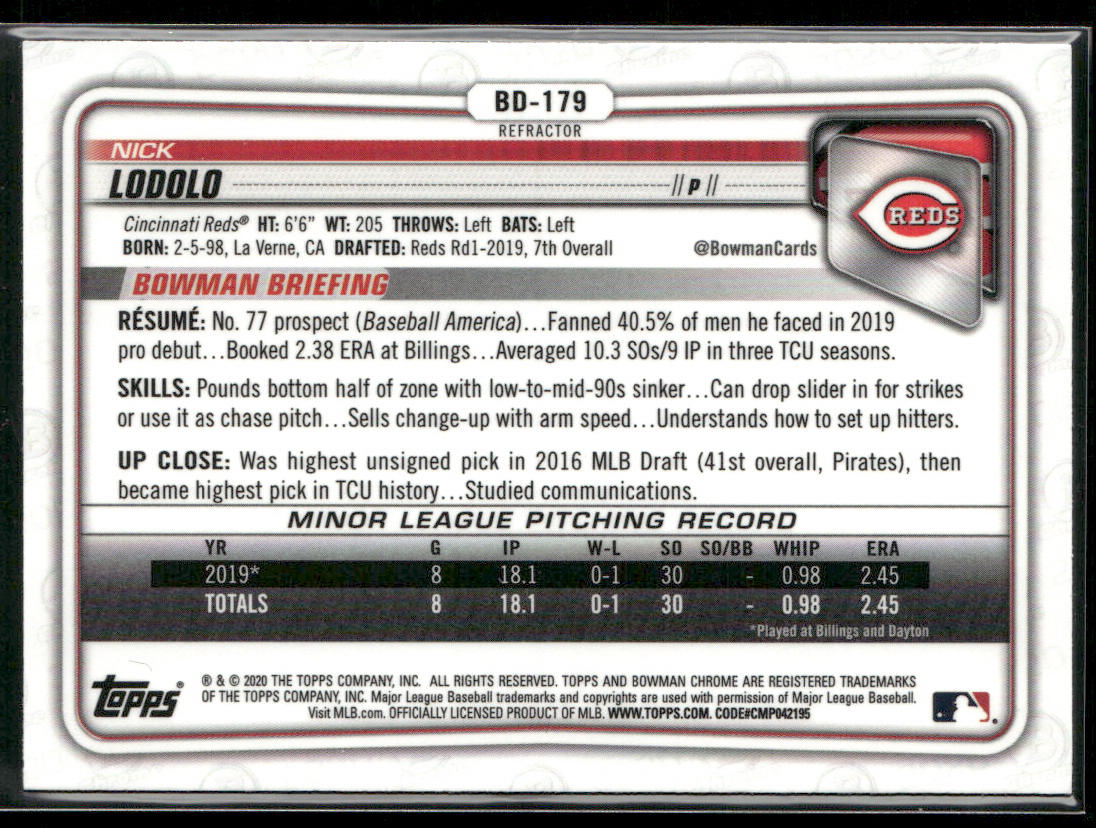 BD-179
REFRACTOR
NICK
LODOLO // P //
REDS
Cincinnati Reds® HT: 6'6" WT: 205 THROWS: Left BATS: Left
BORN: 2-5-98, La Verne, CA DRAFTED: Reds Rd1-2019, 7th Overall @BowmanCards
BOWMAN BRIEFING
RÉSUMÉ: No. 77 prospect (Baseball America)...Fanned 40.5% of men he faced in 2019
pro debut...Booked 2.38 ERA at Billings...Averaged 10.3 SOs/9 IP in three TCU seasons.
SKILLS: Pounds bottom half of zone with low-to-mid-90s sinker...Can drop slider in for strikes
or use it as chase pitch...Sells change-up with arm speed...Understands how to set up hitters.
UP CLOSE: Was highest unsigned pick in 2016 MLB Draft (41st overall, Pirates), then
became highest pick in TCU history...Studied communications.
MINOR LEAGUE PITCHING RECORD
YR G IP W-L SO SO/BB WHIP ERA
2019* 8 18.1 0-1 30 - 0.98 2.45
TOTALS 8 18.1 0-1 30 - 0.98 2.45
*Played at Billings and Dayton
topps®
® & © 2020 THE TOPPS COMPANY, INC. ALL RIGHTS RESERVED. TOPPS AND BOWMAN CHROME ARE REGISTERED TRADEMARKS
OF THE TOPPS COMPANY, INC. Major League Baseball trademarks and copyrights are used with permission of Major League Baseball.
Visit MLB.com. OFFICIALLY LICENSED PRODUCT OF MLB. WWW.TOPPS.COM. CODE#CMP042195